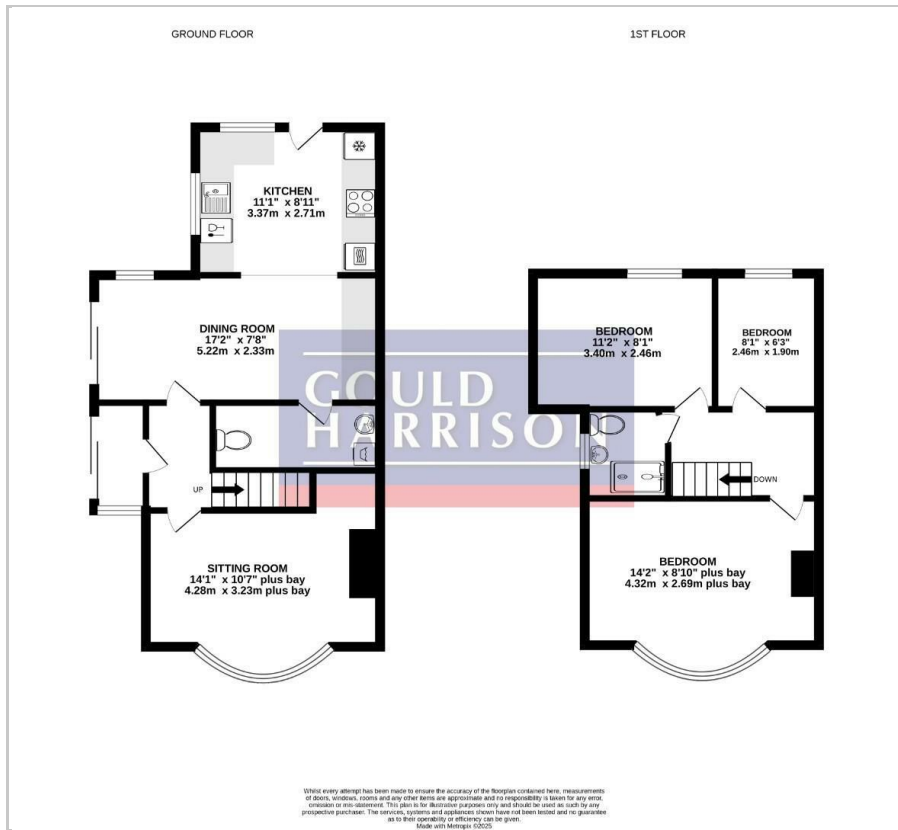 GROUND FLOOR
1ST FLOOR
KITCHEN
11'1" x 8'11"
3.37m x 2.71m
DINING ROOM
17'2" x 7'8"
5.22m x 2.33m
BEDROOM
11'2" x 8'1"
3.40m x 2.46m
BEDROOM
8'1" x 6'3"
2.46m x 1.90m
GOULD
HARRISON
UP
DOWN
SITTING ROOM
14'1" x 10'7" plus bay
4.28m x 3.23m plus bay
BEDROOM
14'2" x 8'10" plus bay
4.32m x 2.69m plus bay
Whilst every attempt has been made to ensure the accuracy of the floorplan contained here, measurements
of doors, windows, rooms and any other items are approximate and no responsibility is taken for any error,
omission or mis-statement. This plan is for illustrative purposes only and should be used as such by any
prospective purchaser. The services, systems and appliances shown have not been tested and no guarantee
as to their operability or efficiency can be given.
Made with Metropix ©2025